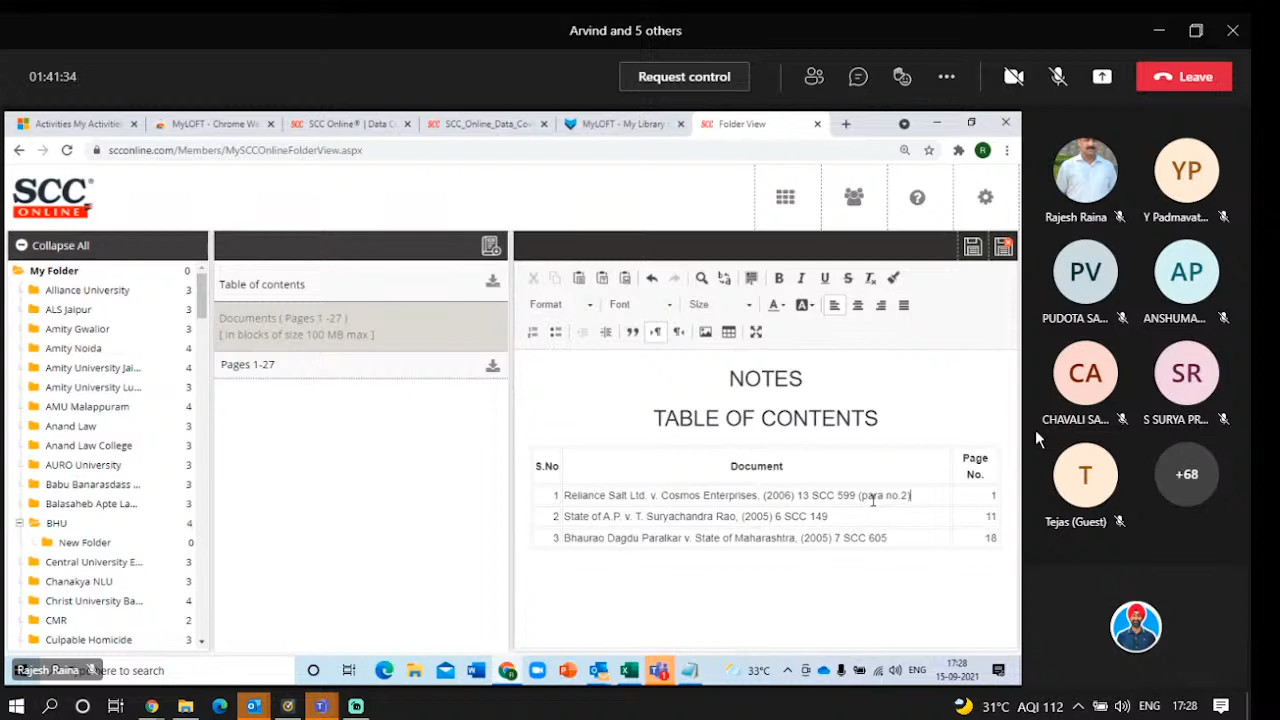 Arvind and 5 others
01:41:34
Request control
Leave
Activities My Activities
MyLOFT - Chrome We
SCC Online® | Data C
SCC_Online_Data_Cov
MyLOFT - My Library
Folder View
scconline.com/Members/MySCCOnlineFolderView.aspx
R
SCC®
ONLINE
Collapse All
My Folder 0
Alliance University 3
ALS Jaipur 3
Amity Gwalior 3
Amity Noida 4
Amity University Jai... 4
Amity University Lu... 3
AMU Malappuram 4
Anand Law 3
Anand Law College 3
AURO University 3
Babu Banarasdass ... 3
Balasaheb Apte La... 3
BHU 4
New Folder 0
Central University ... 3
Chanakya NLU 3
Christ University Ba... 4
CMR 2
Culpable Homicide 3
Table of contents
Documents ( Pages 1 -27 )
[ in blocks of size 100 MB max ]
Pages 1-27
B I U S
Format Font Size A A
NOTES
TABLE OF CONTENTS
S.No Document Page No.
1 Reliance Salt Ltd. v. Cosmos Enterprises, (2006) 13 SCC 599 (para no.2) 1
2 State of A.P. v. T. Suryachandra Rao, (2005) 6 SCC 149 11
3 Bhaurao Dagdu Paralkar v. State of Maharashtra, (2005) 7 SCC 605 18
YP
Rajesh Raina
Y Padmavat...
PV
AP
PUDOTA SA...
ANSHUMA...
CA
SR
CHAVALI SA...
S SURYA PR...
T
+68
Tejas (Guest)
Rajesh Raina
here to search
33°C
ENG
17:28
15-09-2021
31°C AQI 112
ENG
17:28